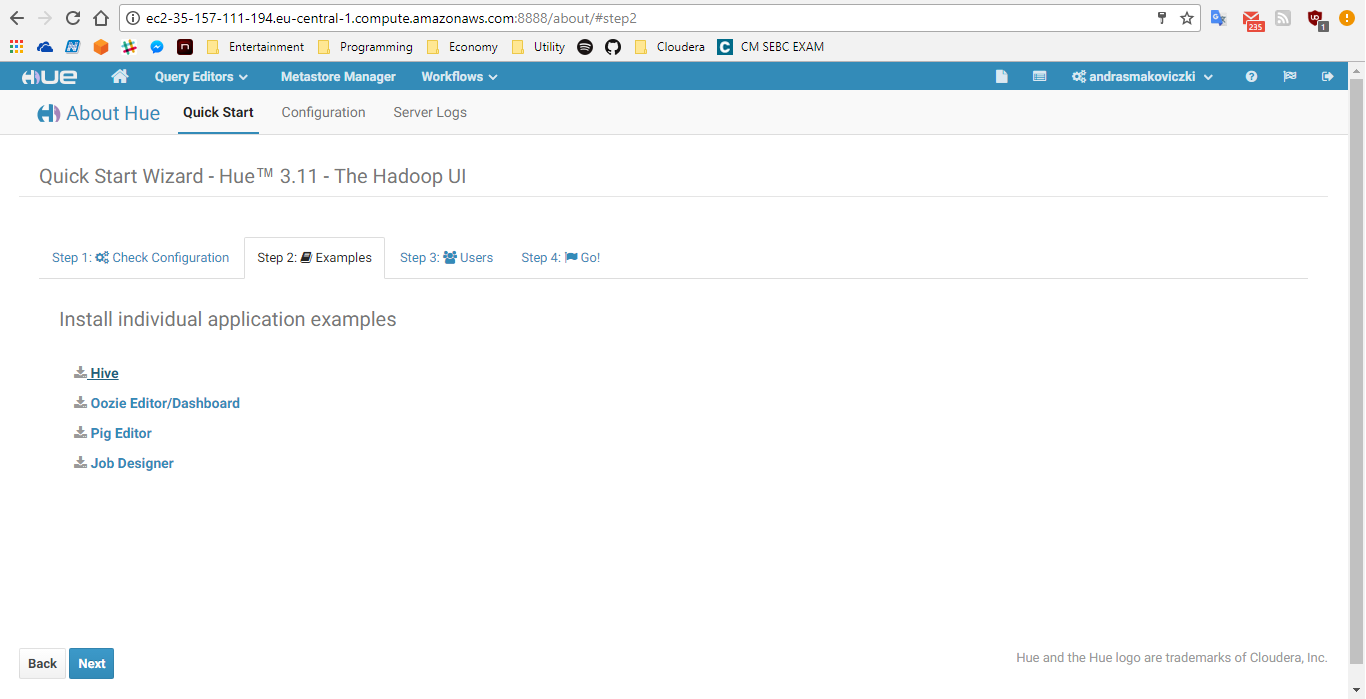 ec2-35-157-111-194.eu-central-1.compute.amazonaws.com:8888/about/#step2
235
1
Entertainment Programming Economy Utility Cloudera CM SEBC EXAM
HUE Query Editors Metastore Manager Workflows andrasmakoviczki
About Hue Quick Start Configuration Server Logs
Quick Start Wizard - Hue™ 3.11 - The Hadoop UI
Step 1: Check Configuration Step 2: Examples Step 3: Users Step 4: Go!
Install individual application examples
Hive
Oozie Editor/Dashboard
Pig Editor
Job Designer
Back Next
Hue and the Hue logo are trademarks of Cloudera, Inc.